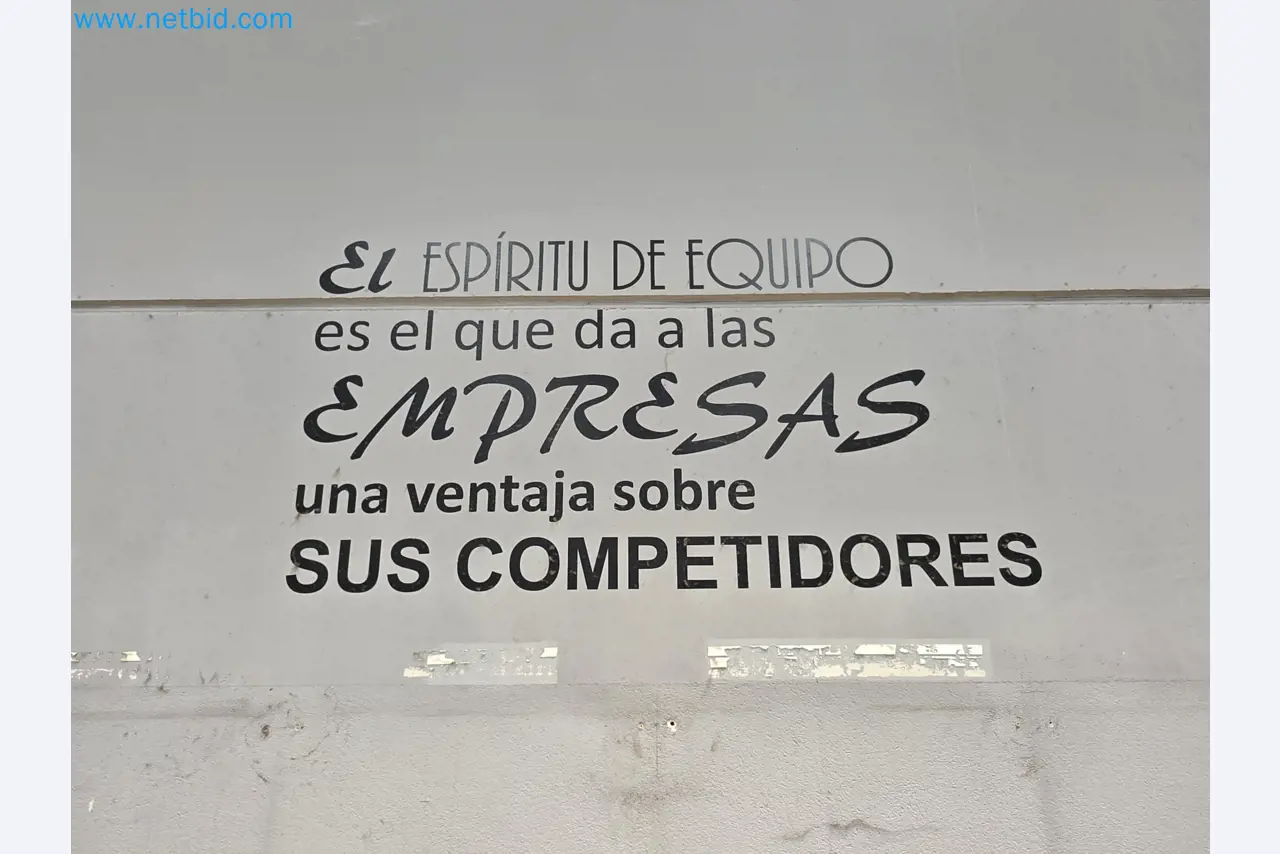 www.netbid.com
El ESPÍRITU DE EQUIPO
es el que da a las
EMPRESAS
una ventaja sobre
SUS COMPETIDORES